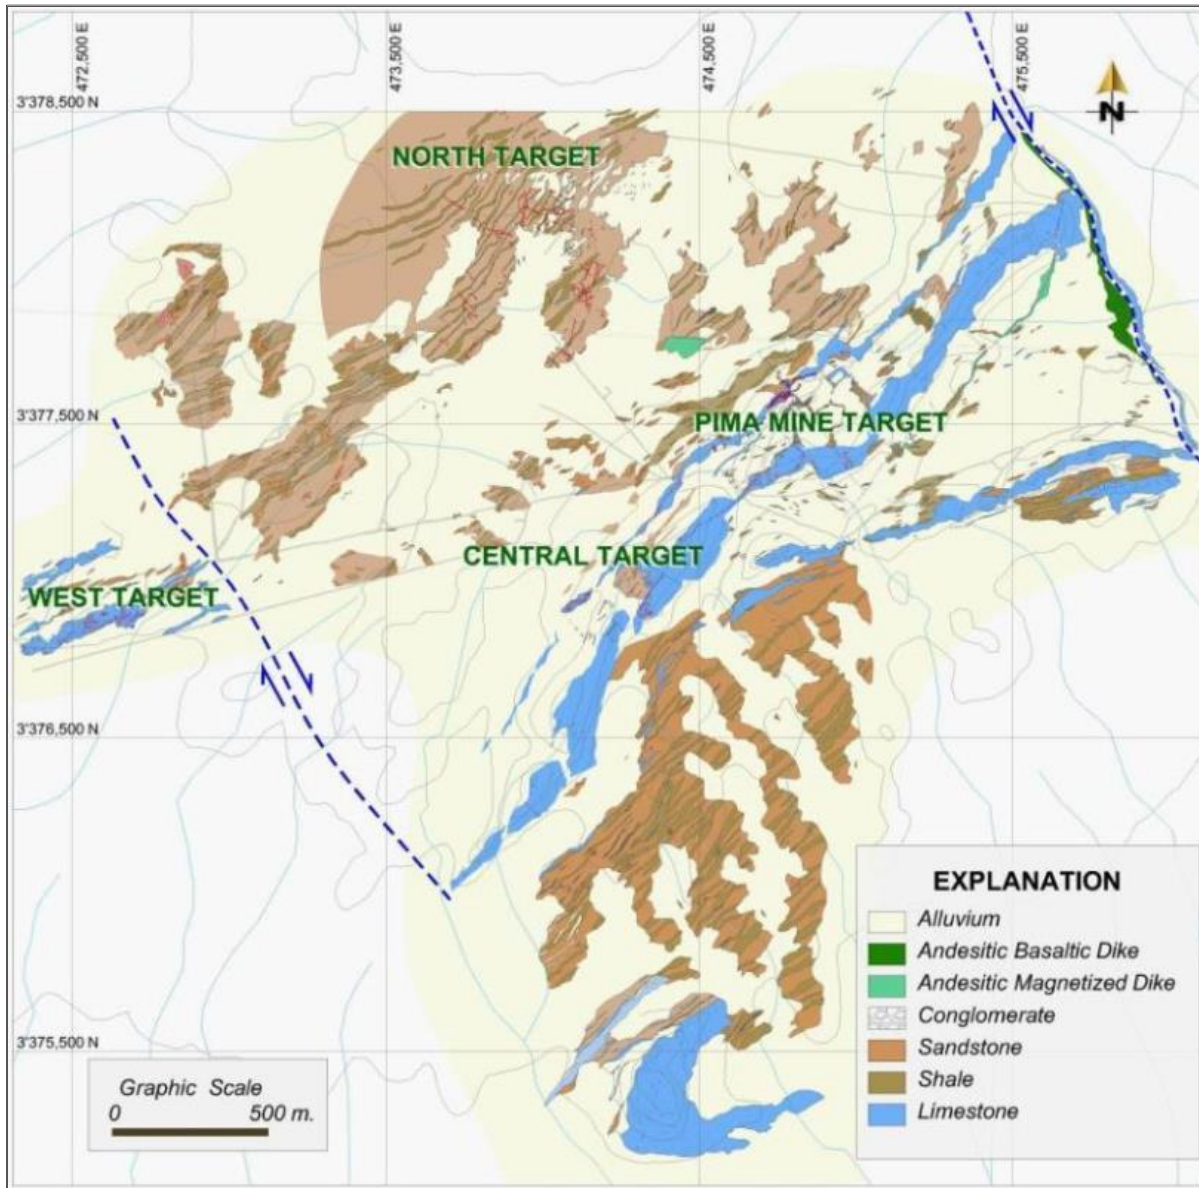 472,500 E
473,500 E
474,500 E
475,500 E
3'378,500 N
N
NORTH TARGET
3'377,500 N
PIMA MINE TARGET
CENTRAL TARGET
WEST TARGET
3'376,500 N
3'375,500 N
EXPLANATION
Alluvium
Andesitic Basaltic Dike
Andesitic Magnetized Dike
Conglomerate
Sandstone
Shale
Limestone
Graphic Scale
0 500 m.